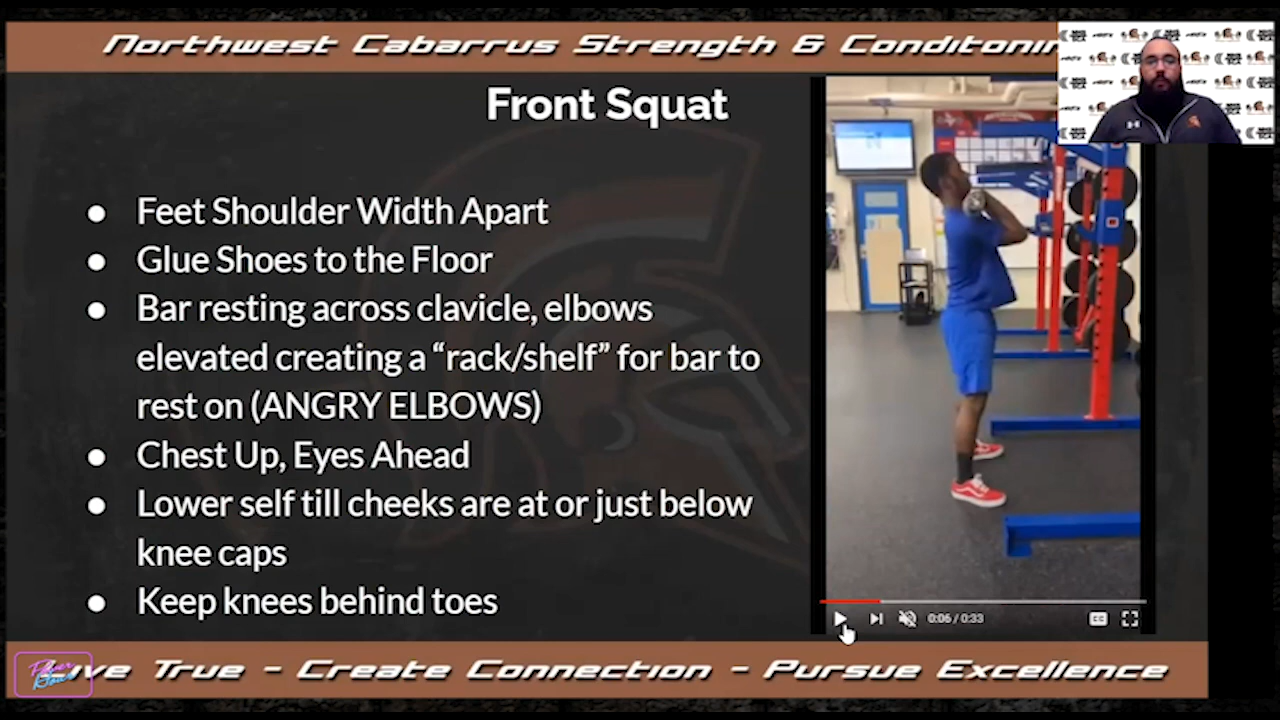 Northwest Cabarrus Strength & Conditonin
Front Squat
● Feet Shoulder Width Apart
● Glue Shoes to the Floor
● Bar resting across clavicle, elbows
elevated creating a “rack/shelf” for bar to
rest on (ANGRY ELBOWS)
● Chest Up, Eyes Ahead
● Lower self till cheeks are at or just below
knee caps
● Keep knees behind toes
0:06 / 0:33
CC
ve True - Create Connection - Pursue Excellence